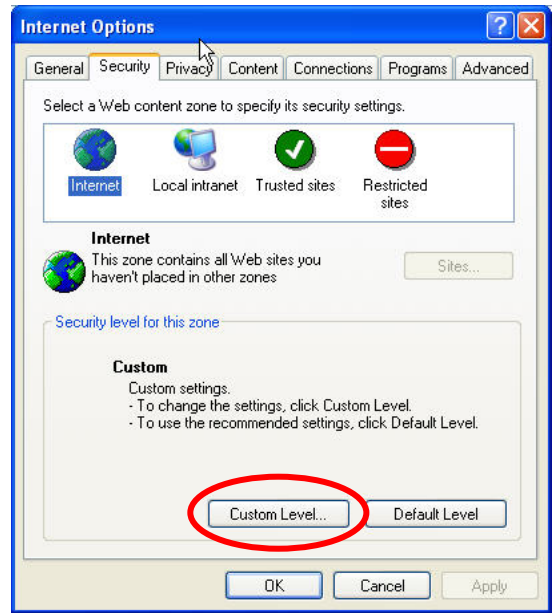 Internet Options
General Security Privacy Content Connections Programs Advanced
Select a Web content zone to specify its security settings.
Internet Local intranet Trusted sites Restricted
sites
Internet
This zone contains all Web sites you
haven't placed in other zones
Sites...
Security level for this zone
Custom
Custom settings.
- To change the settings, click Custom Level.
- To use the recommended settings, click Default Level.
Custom Level... Default Level
OK Cancel Apply